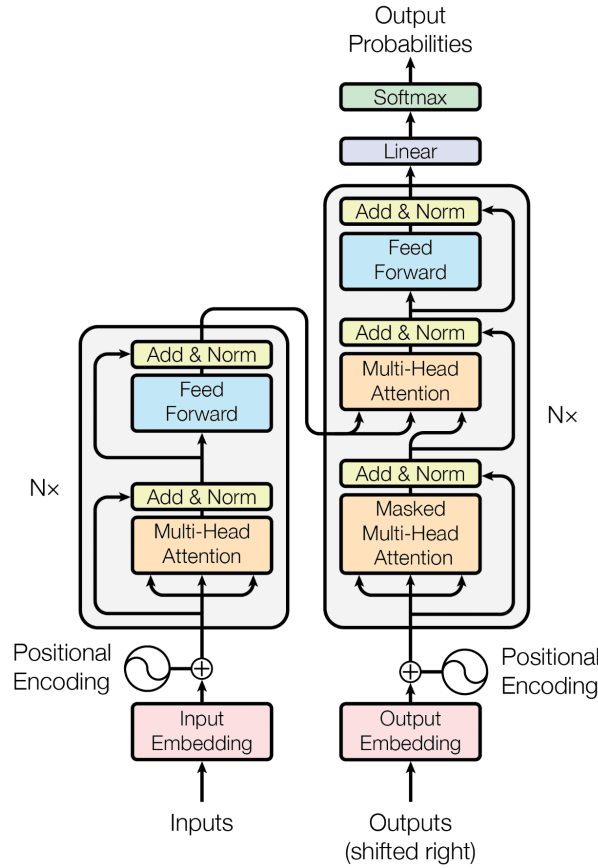 Output
Probabilities
Softmax
Linear
Add & Norm
Feed
Forward
Add & Norm
Multi-Head
Attention
Nx
Add & Norm
Masked
Multi-Head
Attention
Add & Norm
Feed
Forward
Nx
Add & Norm
Multi-Head
Attention
Positional
Encoding
Positional
Encoding
Input
Embedding
Output
Embedding
Inputs
Outputs
(shifted right)